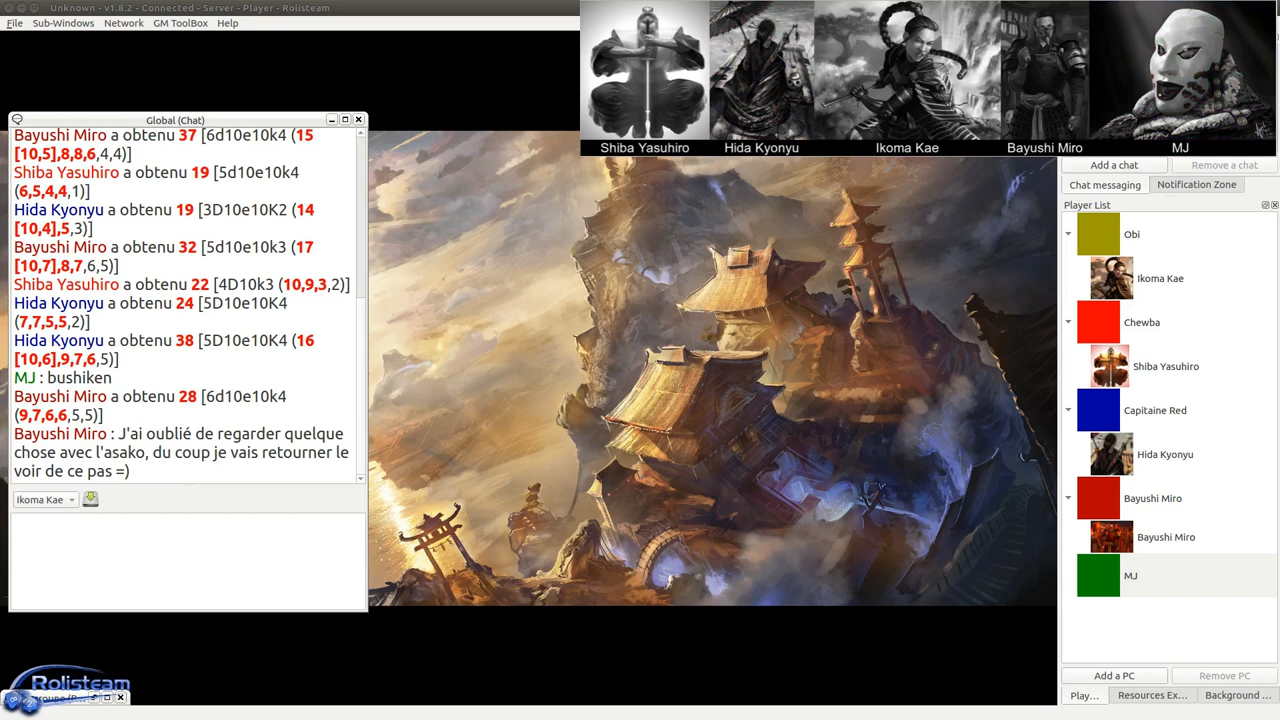 Unknown - v1.8.2 - Connected - Server - Player - Rolisteam
File Sub-Windows Network GM ToolBox Help
Shiba Yasuhiro Hida Kyonyu Ikoma Kae Bayushi Miro MJ
Global (Chat)
Bayushi Miro a obtenu 37 [6d10e10k4 (15
[10,5],8,8,6,4,4)]
Shiba Yasuhiro a obtenu 19 [5d10e10k4
(6,5,4,4,1)]
Hida Kyonyu a obtenu 19 [3D10e10K2 (14
[10,4],5,3)]
Bayushi Miro a obtenu 32 [5d10e10k3 (17
[10,7],8,7,6,5)]
Shiba Yasuhiro a obtenu 22 [4D10k3 (10,9,3,2)]
Hida Kyonyu a obtenu 24 [5D10e10K4
(7,7,5,5,2)]
Hida Kyonyu a obtenu 38 [5D10e10K4 (16
[10,6],9,7,6,5)]
MJ : bushiken
Bayushi Miro a obtenu 28 [6d10e10k4
(9,7,6,6,5,5)]
Bayushi Miro : J'ai oublié de regarder quelque
chose avec l'asako, du coup je vais retourner le
voir de ce pas =)
Ikoma Kae
Add a chat Remove a chat
Chat messaging Notification Zone
Player List
Obi
Ikoma Kae
Chewba
Shiba Yasuhiro
Capitaine Red
Hida Kyonyu
Bayushi Miro
Bayushi Miro
MJ
Add a PC Remove PC
Play... Resources Ex... Background ...
Rolisteam